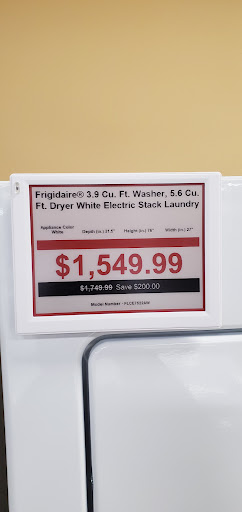 Frigidaire® 3.9 Cu. Ft. Washer, 5.6 Cu.
Ft. Dryer White Electric Stack Laundry
Appliance Color: White Depth (in.) 31.5" Height (in.) 76" Width (in.) 27"
$1,549.99
$1,749.99 Save $200.00
Model Number :